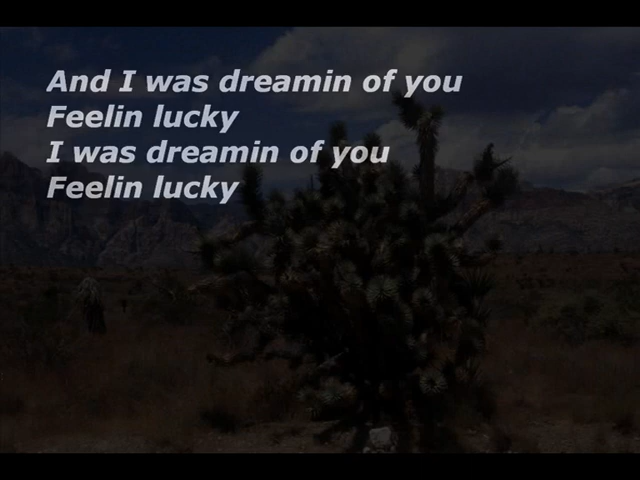 And I was dreamin of you
Feelin lucky
I was dreamin of you
Feelin lucky